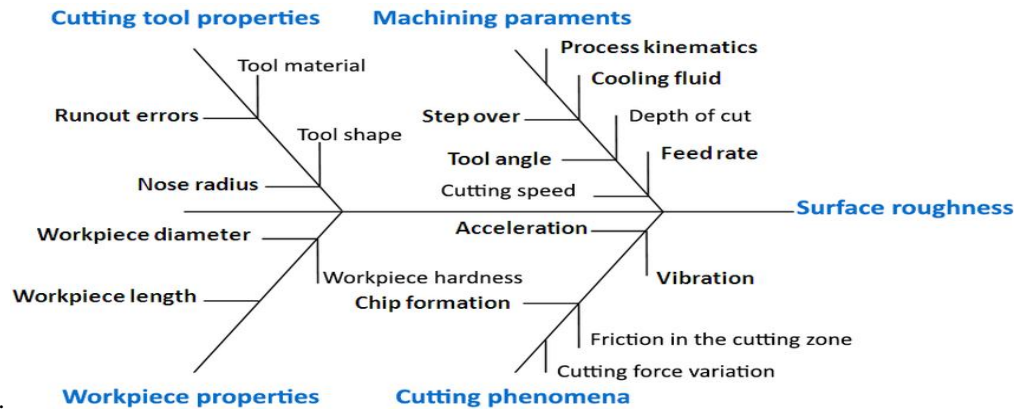 Cutting tool properties
Machining paraments
Process kinematics
Tool material
Cooling fluid
Runout errors
Step over
Depth of cut
Tool shape
Tool angle
Feed rate
Nose radius
Cutting speed
Surface roughness
Workpiece diameter
Acceleration
Workpiece hardness
Vibration
Workpiece length
Chip formation
Friction in the cutting zone
Cutting force variation
Workpiece properties
Cutting phenomena
.